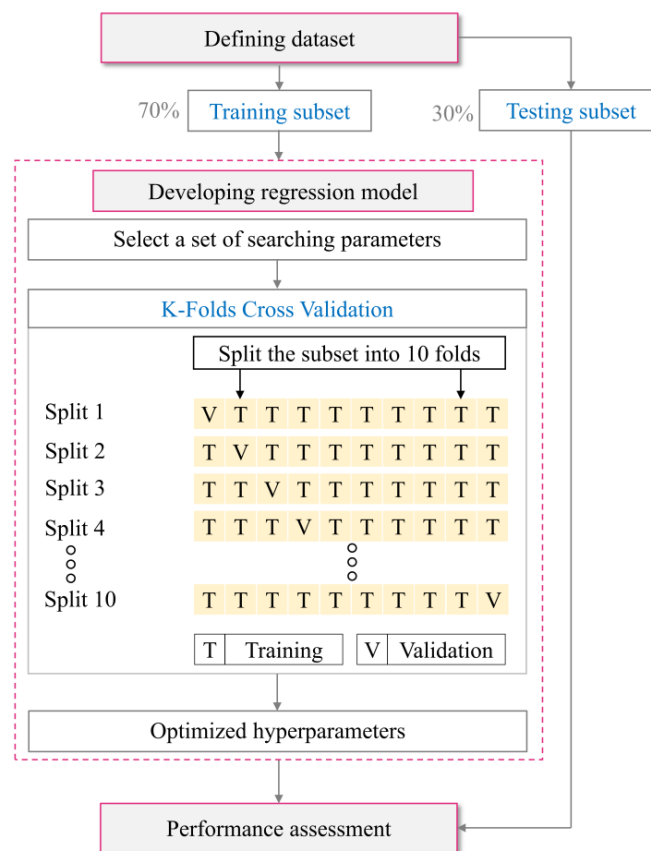 Defining dataset
70%
Training subset
30%
Testing subset
Developing regression model
Select a set of searching parameters
K-Folds Cross Validation
Split the subset into 10 folds
Split 1 V T T T T T T T T T
Split 2 T V T T T T T T T T
Split 3 T T V T T T T T T T
Split 4 T T T V T T T T T T
Split 10 T T T T T T T T T V
T Training V Validation
Optimized hyperparameters
Performance assessment